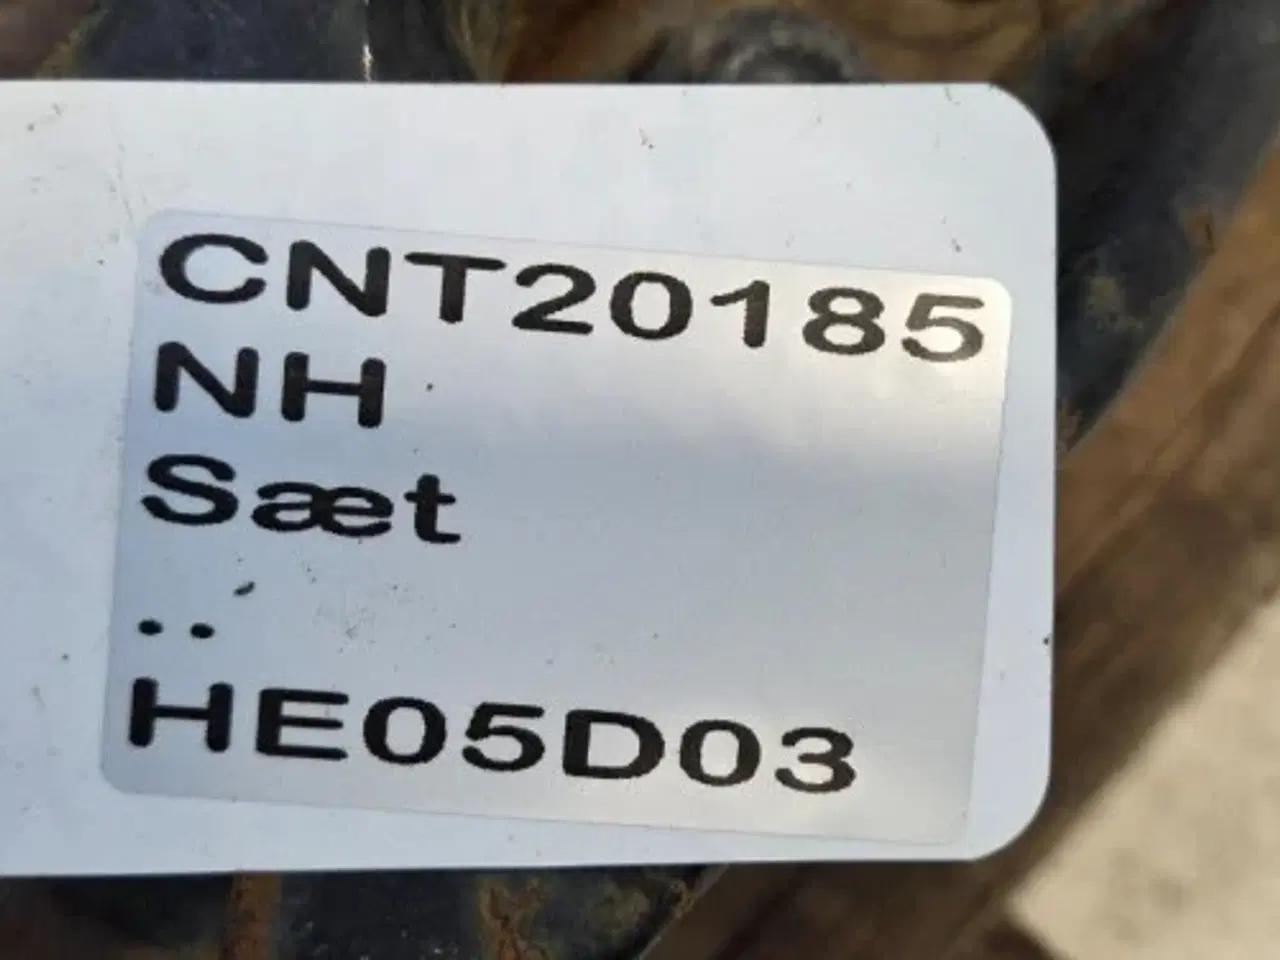 CNT20185
NH
Sæt
..
HE05D03